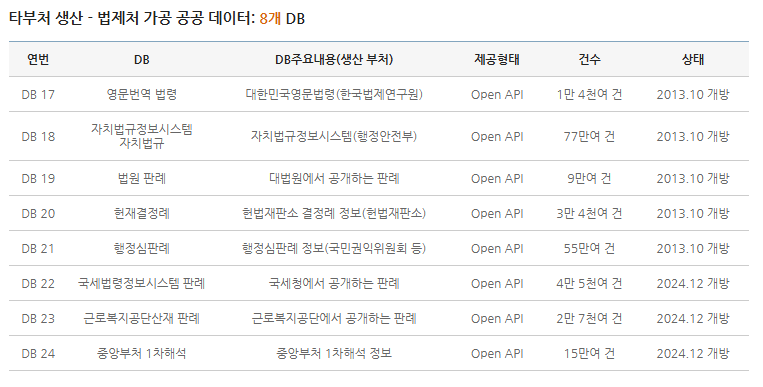 타부처 생산 - 법제처 가공 공공 데이터: 8개 DB
연번 DB DB주요내용(생산 부처) 제공형태 건수 상태
DB 17 영문번역 법령 대한민국영문법령(한국법제연구원) Open API 1만 4천여 건 2013.10 개방
DB 18 자치법규정보시스템
자치법규 자치법규정보시스템(행정안전부) Open API 77만여 건 2013.10 개방
DB 19 법원 판례 대법원에서 공개하는 판례 Open API 9만여 건 2013.10 개방
DB 20 헌재결정례 헌법재판소 결정례 정보(헌법재판소) Open API 3만 4천여 건 2013.10 개방
DB 21 행정심판례 행정심판례 정보(국민권익위원회 등) Open API 55만여 건 2013.10 개방
DB 22 국세법령정보시스템 판례 국세청에서 공개하는 판례 Open API 4만 5천여 건 2024.12 개방
DB 23 근로복지공단산재 판례 근로복지공단에서 공개하는 판례 Open API 2만 7천여 건 2024.12 개방
DB 24 중앙부처 1차해석 중앙부처 1차해석 정보 Open API 15만여 건 2024.12 개방